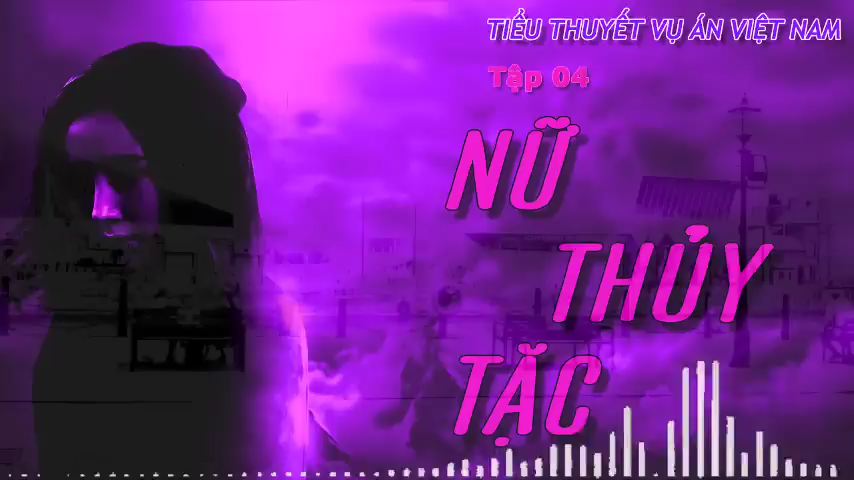 TIỂU THUYẾT VỤ ÁN VIỆT NAM
Tập 04
NỮ
THỦY
TẶC